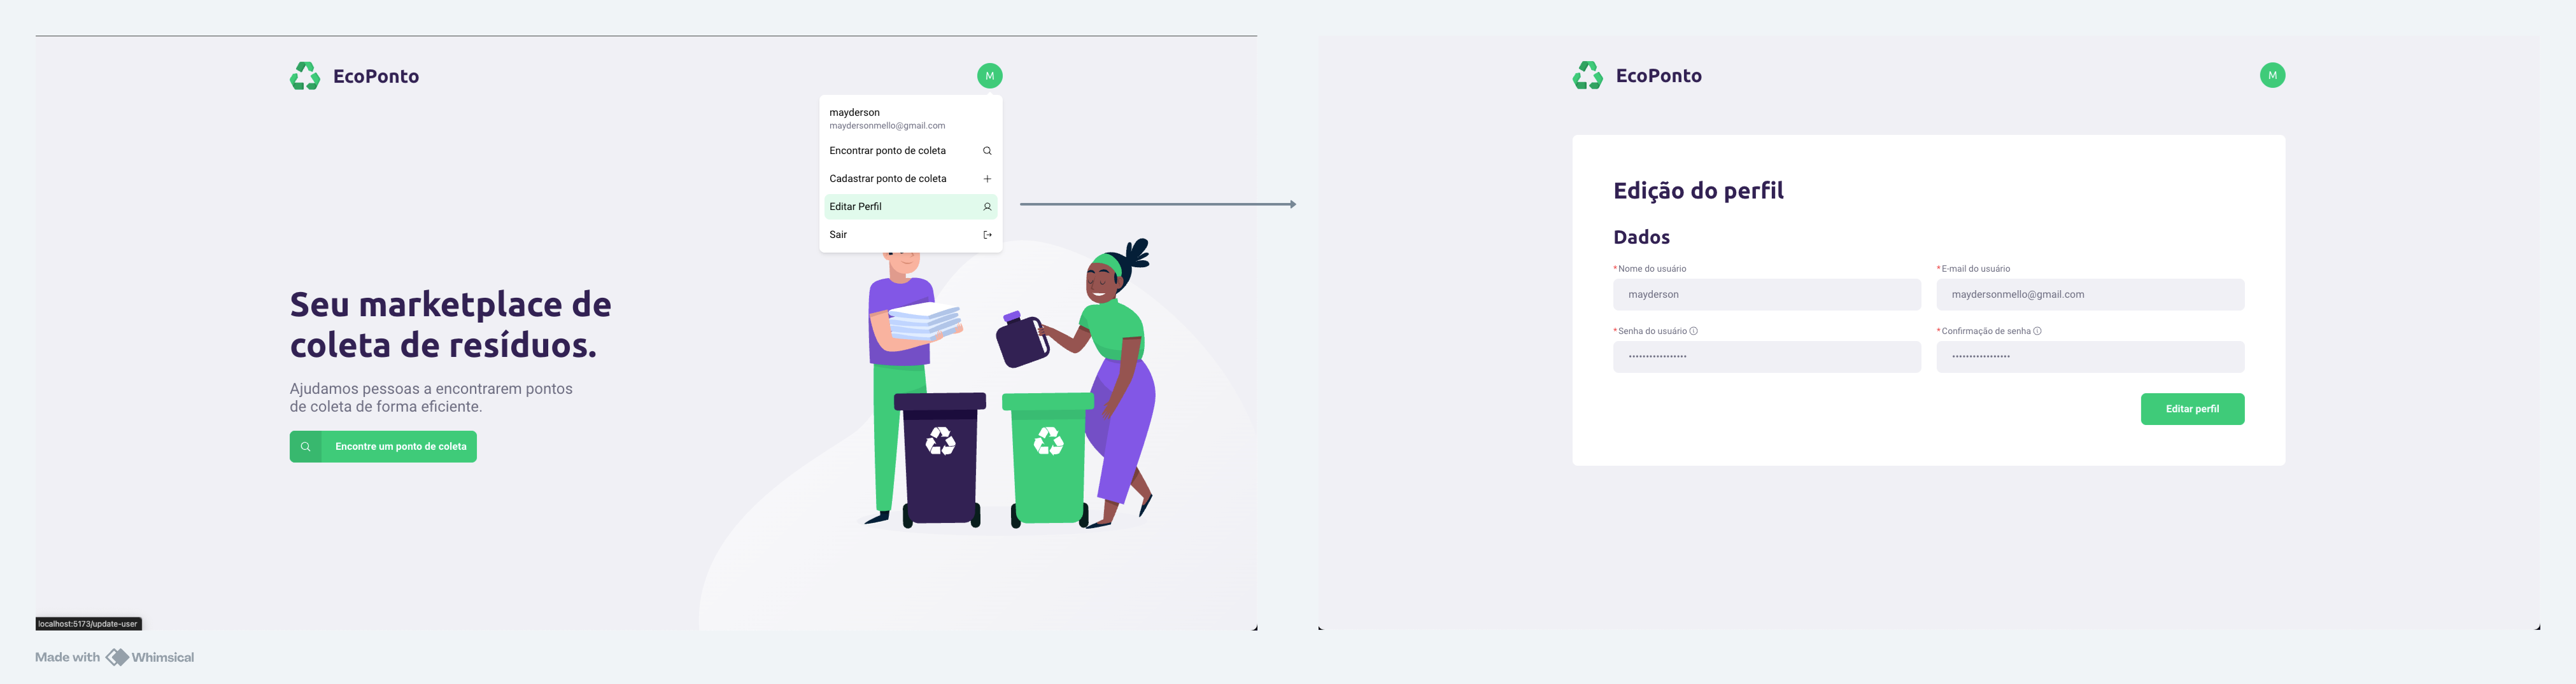 EcoPonto
M
mayderson
maydersonmello@gmail.com
Encontrar ponto de coleta
Cadastrar ponto de coleta
Editar Perfil
Sair
Seu marketplace de
coleta de resíduos.
Ajudamos pessoas a encontrarem pontos
de coleta de forma eficiente.
Encontre um ponto de coleta
localhost:5173/update-user
EcoPonto
M
Edição do perfil
Dados
*Nome do usuário
*E-mail do usuário
mayderson
maydersonmello@gmail.com
*Senha do usuário
*Confirmação de senha
•••••••••••••••••
•••••••••••••••••
Editar perfil
Made with Whimsical